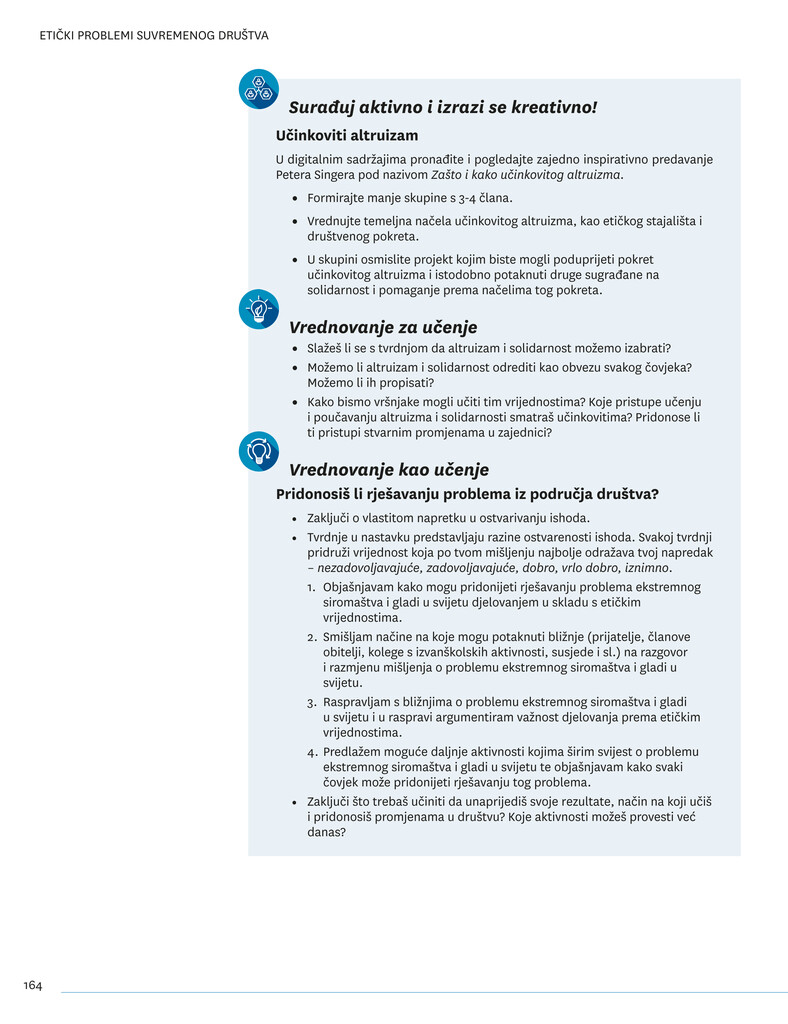 ETIČKI PROBLEMI SUVREMENOG DRUŠTVA
Surađuj aktivno i izrazi se kreativno!
Učinkoviti altruizam
U digitalnim sadržajima pronađite i pogledajte zajedno inspirativno predavanje
Petera Singera pod nazivom Zašto i kako učinkovitog altruizma.
• Formirajte manje skupine s 3-4 člana.
• Vrednujte temeljna načela učinkovitog altruizma, kao etičkog stajališta i
društvenog pokreta.
• U skupini osmislite projekt kojim biste mogli poduprijeti pokret
učinkovitog altruizma i istodobno potaknuti druge sugrađane na
solidarnost i pomaganje prema načelima tog pokreta.
Vrednovanje za učenje
• Slažeš li se s tvrdnjom da altruizam i solidarnost možemo izabrati?
• Možemo li altruizam i solidarnost odrediti kao obvezu svakog čovjeka?
Možemo li ih propisati?
• Kako bismo vršnjake mogli učiti tim vrijednostima? Koje pristupe učenju
i poučavanju altruizma i solidarnosti smatraš učinkovitima? Pridonose li
ti pristupi stvarnim promjenama u zajednici?
Vrednovanje kao učenje
Pridonosiš li rješavanju problema iz područja društva?
• Zaključi o vlastitom napretku u ostvarivanju ishoda.
• Tvrdnje u nastavku predstavljaju razine ostvarenosti ishoda. Svakoj tvrdnji
pridruži vrijednost koja po tvom mišljenju najbolje odražava tvoj napredak
– nezadovoljavajuće, zadovoljavajuće, dobro, vrlo dobro, iznimno.
1. Objašnjavam kako mogu pridonijeti rješavanju problema ekstremnog
siromaštva i gladi u svijetu djelovanjem u skladu s etičkim
vrijednostima.
2. Smišljam načine na koje mogu potaknuti bližnje (prijatelje, članove
obitelji, kolege s izvanškolskih aktivnosti, susjede i sl.) na razgovor
i razmjenu mišljenja o problemu ekstremnog siromaštva i gladi u
svijetu.
3. Raspravljam s bližnjima o problemu ekstremnog siromaštva i gladi
u svijetu i u raspravi argumentiram važnost djelovanja prema etičkim
vrijednostima.
4. Predlažem moguće daljnje aktivnosti kojima širim svijest o problemu
ekstremnog siromaštva i gladi u svijetu te objašnjavam kako svaki
čovjek može pridonijeti rješavanju tog problema.
• Zaključi što trebaš učiniti da unaprijediš svoje rezultate, način na koji učiš
i pridonosiš promjenama u društvu? Koje aktivnosti možeš provesti već
danas?
164